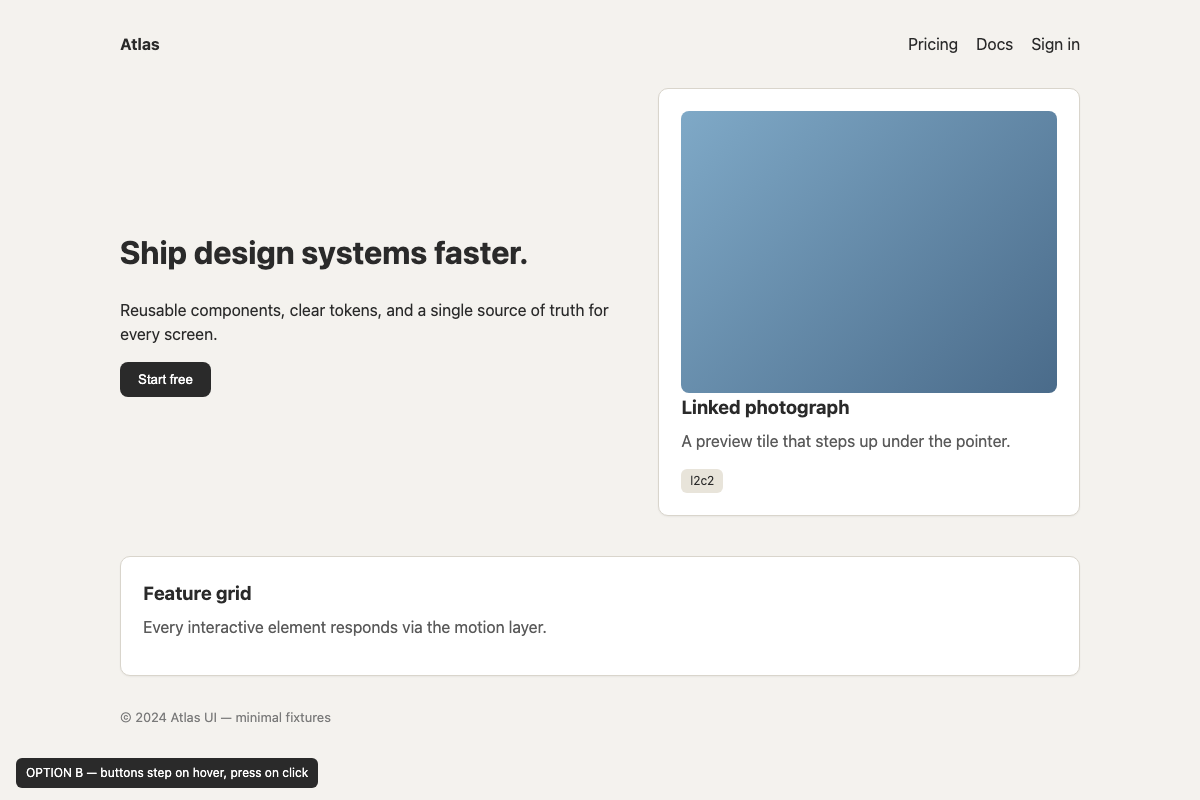 Atlas
Pricing Docs Sign in
Ship design systems faster.
Reusable components, clear tokens, and a single source of truth for
every screen.
Start free
Linked photograph
A preview tile that steps up under the pointer.
l2c2
Feature grid
Every interactive element responds via the motion layer.
© 2024 Atlas UI — minimal fixtures
OPTION B — buttons step on hover, press on click